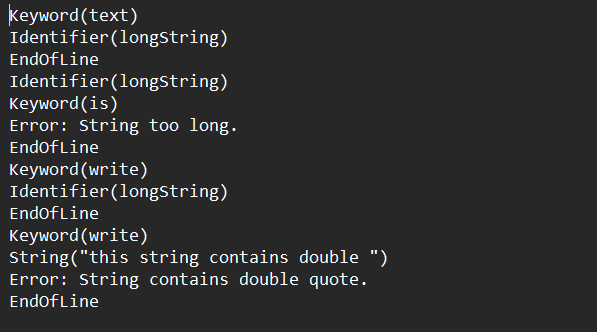 Keyword(text)
Identifier(longString)
EndOfLine
Identifier(longString)
Keyword(is)
Error: String too long.
EndOfLine
Keyword(write)
Identifier(longString)
EndOfLine
Keyword(write)
String("this string contains double ")
Error: String contains double quote.
EndOfLine